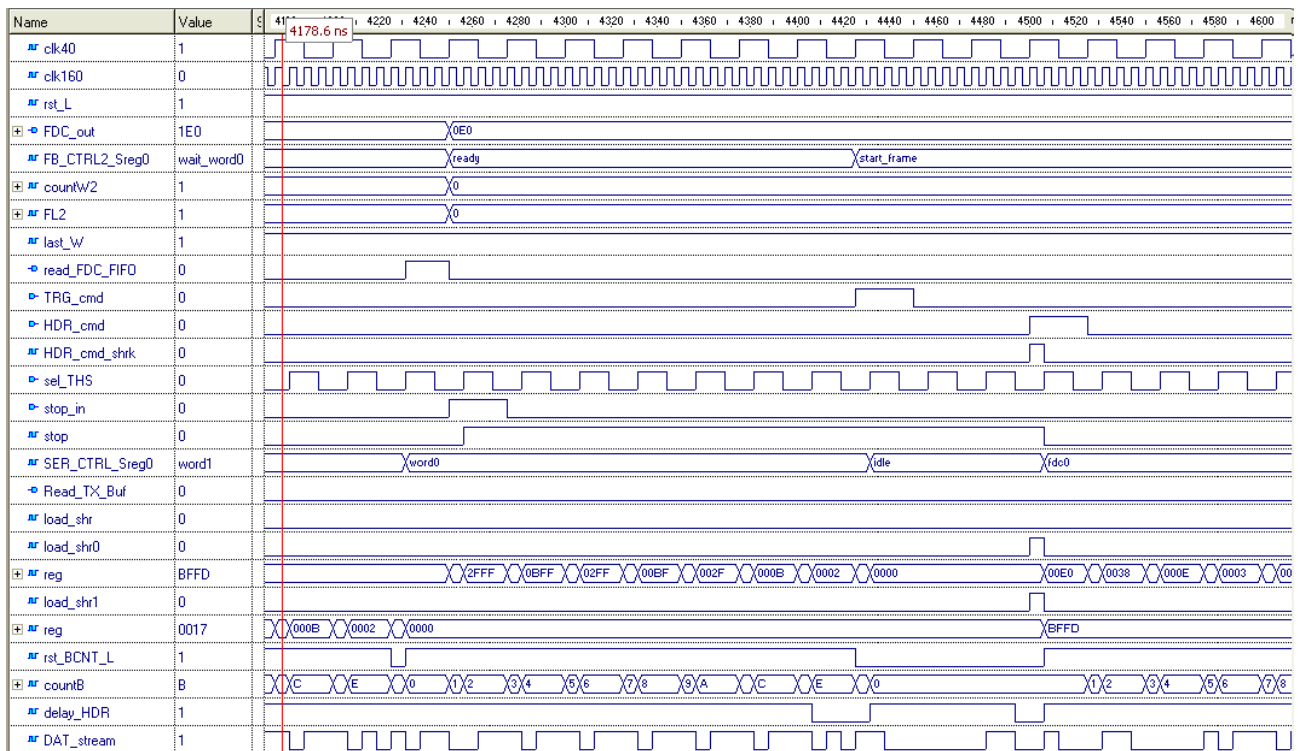 Name Value S 4180 4200 4220 4240 4260 4280 4300 4320 4340 4360 4380 4400 4420 4440 4460 4480 4500 4520 4540 4560 4580 4600
4178.6 ns
clk40 1
clk160 0
rst_L 1
FDC_out 1E0 0E0
FB_CTRL2_Sreg0 wait_word0 ready start_frame
countW2 1 0
FL2 1 0
last_W 1
read_FDC_FIFO 0
TRG_cmd 0
HDR_cmd 0
HDR_cmd_shrk 0
sel_THS 0
stop_in 0
stop 0
SER_CTRL_Sreg0 word1 word0 idle fdc0
Read_TX_Buf 0
load_shr 0
load_shr0 0
reg BFFD 2FFF 0BFF 02FF 00BF 002F 000B 0002 0000 00E0 0038 000E 0003 00
load_shr1 0
reg 0017 000B 0002 0000 BFFD
rst_BCNT_L 1
countB B C E 0 1 2 3 4 5 6 7 8 9 A C E 0 1 2 3 4 5 6 7 8
delay_HDR 1
DAT_stream 1